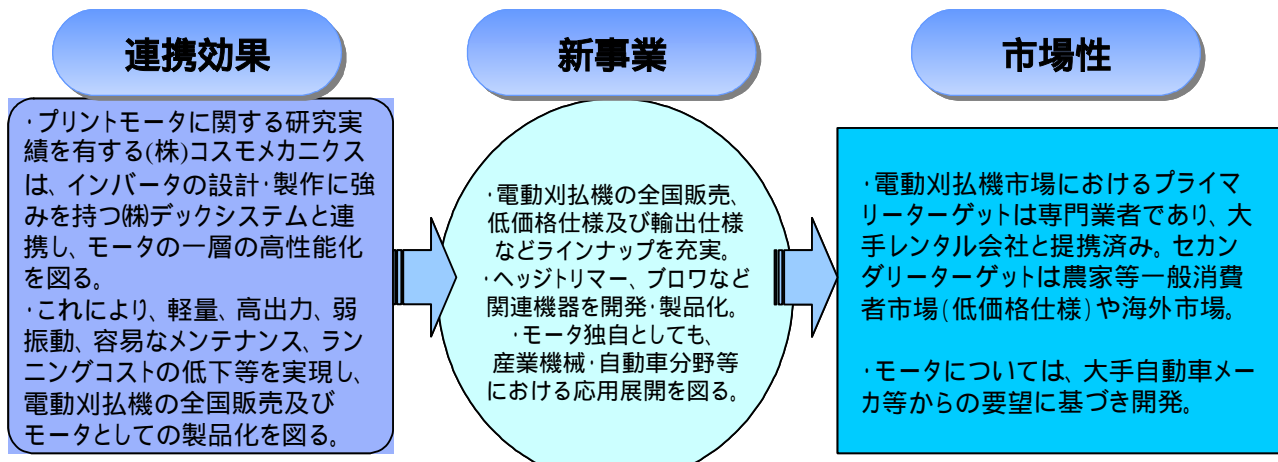 連携効果
・プリントモータに関する研究実
績を有する(株)コスモメカニクス
は、インバータの設計・製作に強
みを持つ㈱デックシステムと連
携し、モータの一層の高性能化
を図る。
・これにより、軽量、高出力、弱
振動、容易なメンテナンス、ラン
ニングコストの低下等を実現し、
電動刈払機の全国販売及び
モータとしての製品化を図る。
新事業
・電動刈払機の全国販売、
低価格仕様及び輸出仕様
などラインナップを充実。
・ヘッジトリマー、ブロワなど
関連機器を開発・製品化。
・モータ独自としても、
産業機械・自動車分野等
における応用展開を図る。
市場性
・電動刈払機市場におけるプライマ
リーターゲットは専門業者であり、大
手レンタル会社と提携済み。セカン
ダリーターゲットは農家等一般消費
者市場(低価格仕様)や海外市場。
・モータについては、大手自動車メー
カ等からの要望に基づき開発。